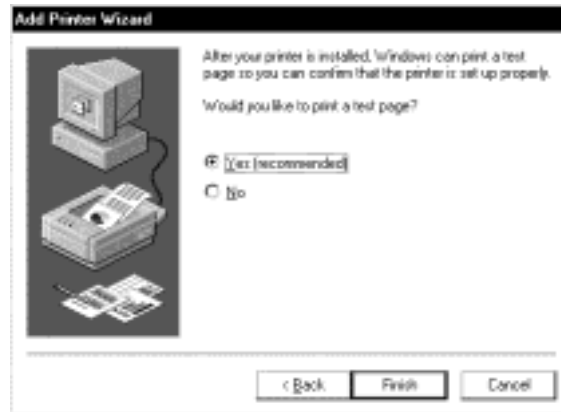 Add Printer Wizard
After your printer is installed, Windows can print a test
page so you can confirm that the printer is set up properly.
Would you like to print a test page?
Yes (recommended)
No
< Back
Finish
Cancel